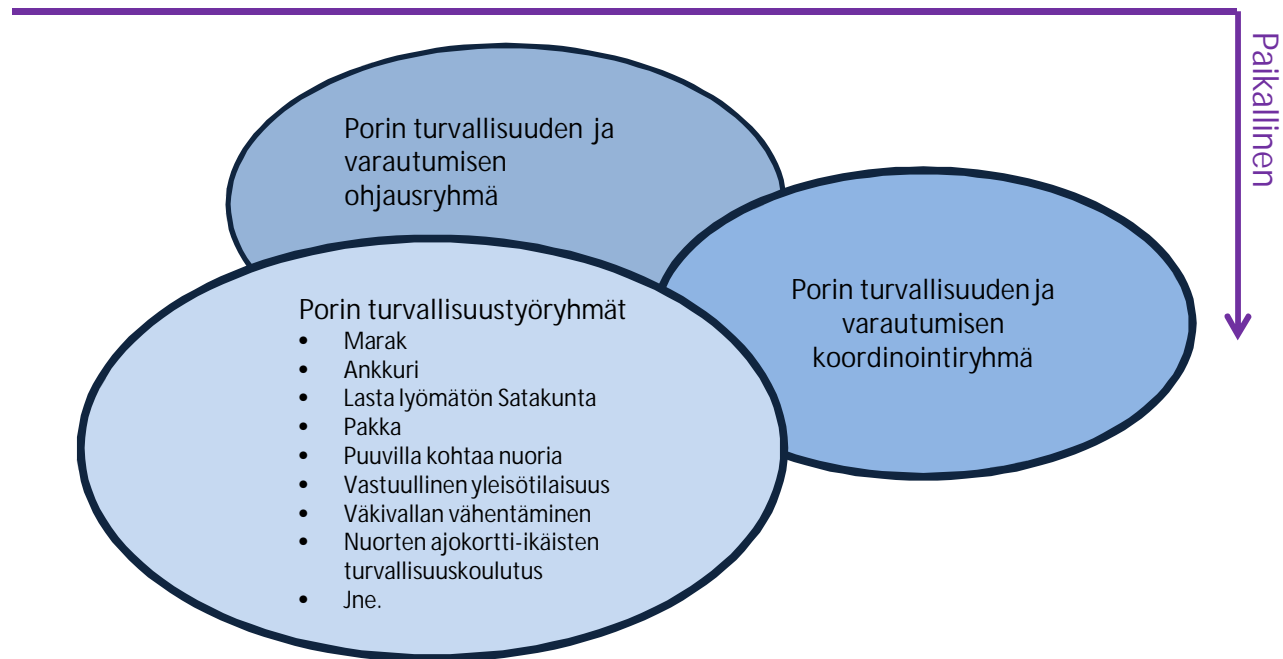 Paikallinen
Porin turvallisuuden ja
varautumisen
ohjausryhmä
Porin turvallisuuden ja
varautumisen
koordinointiryhmä
Porin turvallisuustyöryhmät
• Marak
• Ankkuri
• Lasta lyömätön Satakunta
• Pakka
• Puuvilla kohtaa nuoria
• Vastuullinen yleisötilaisuus
• Väkivallan vähentäminen
• Nuorten ajokortti-ikäisten
turvallisuuskoulutus
• Jne.